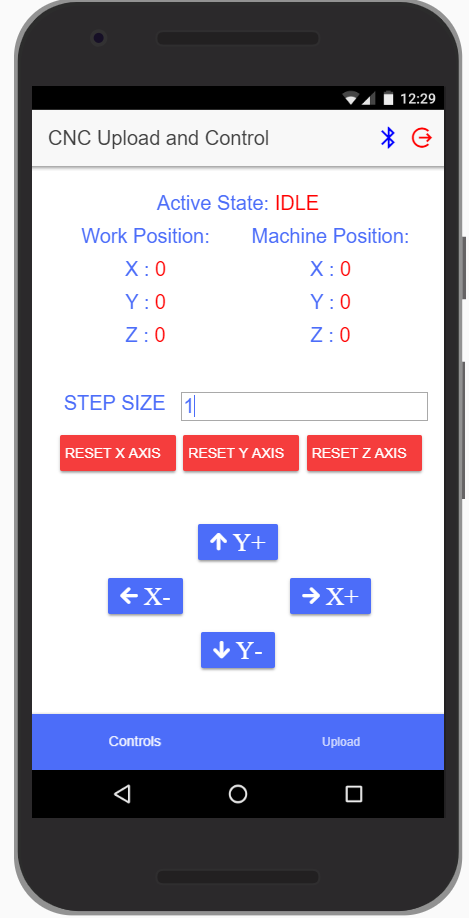 12:29
CNC Upload and Control
Active State: IDLE
Work Position: Machine Position:
X : 0 X : 0
Y : 0 Y : 0
Z : 0 Z : 0
STEP SIZE 1
RESET X AXIS RESET Y AXIS RESET Z AXIS
Y+
X- X+
Y-
Controls Upload